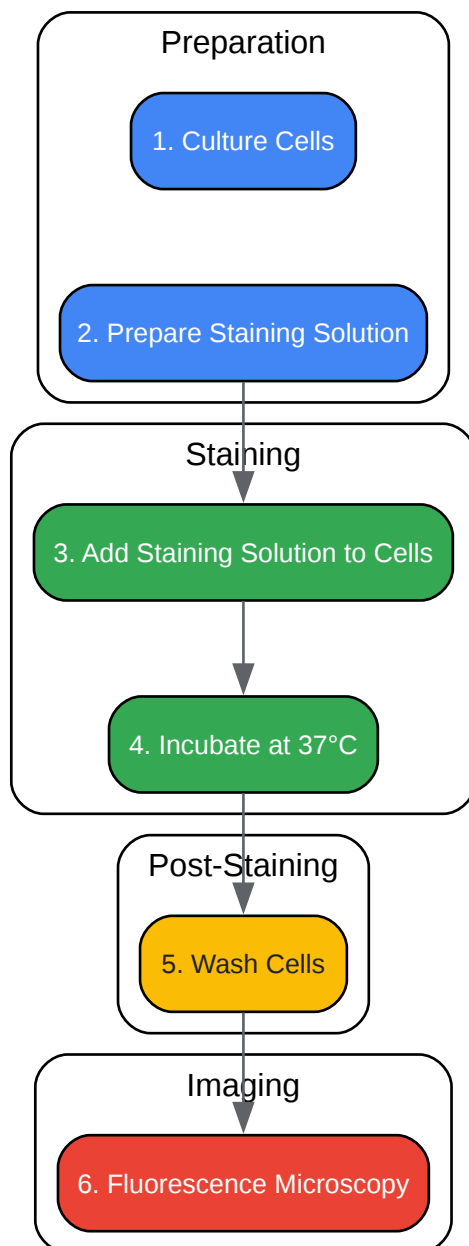 Preparation
1. Culture Cells
2. Prepare Staining Solution
Staining
3. Add Staining Solution to Cells
4. Incubate at 37°C
Post-Staining
5. Wash Cells
Imaging
6. Fluorescence Microscopy